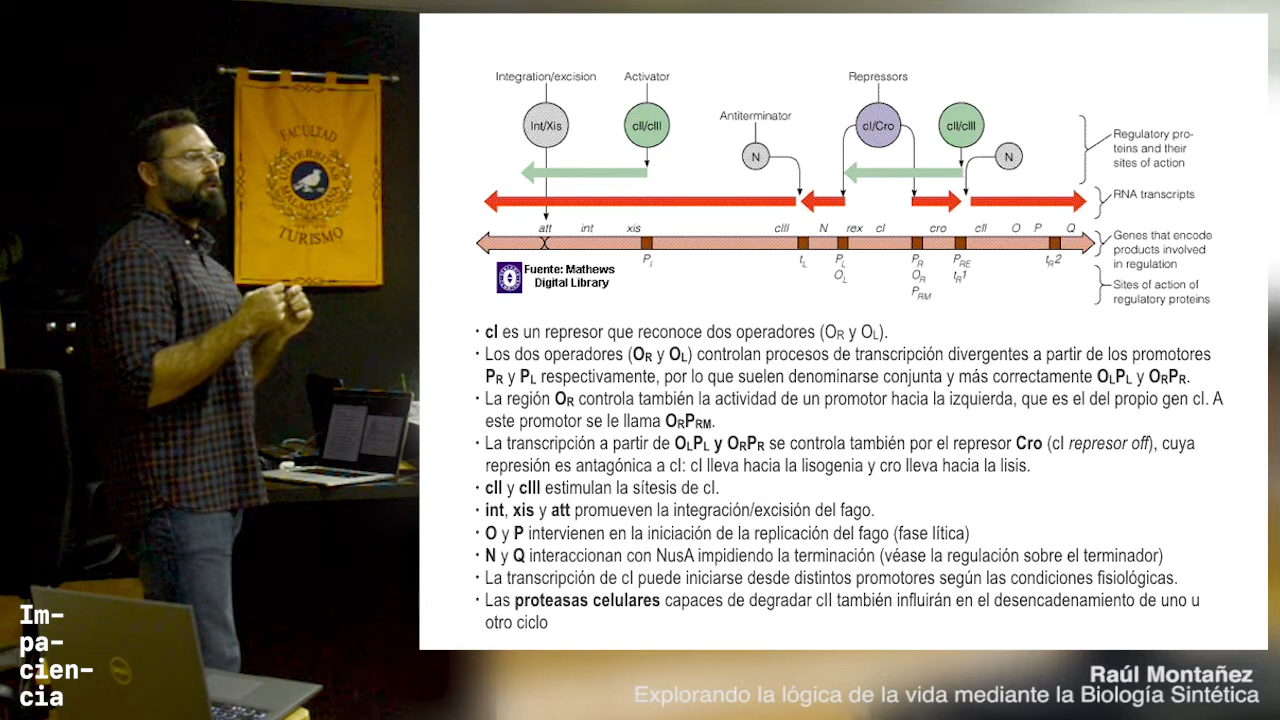 FACULTAD
TURISMO
Integration/excision
Activator
Repressors
Int/Xis
cII/cIII
Antiterminator
N
cI/Cro
cII/cIII
N
Regulatory pro-
teins and their
sites of action
RNA transcripts
att int xis cIII N rex cI cro cII O P Q
Genes that encode
products involved
in regulation
PI tL PL PR PRE tR2
OL OR tR1
PRM
Sites of action of
regulatory proteins
Fuente: Mathews
Digital Library
· cI es un represor que reconoce dos operadores (OR y OL).
· Los dos operadores (OR y OL) controlan procesos de transcripción divergentes a partir de los promotores
PR y PL respectivamente, por lo que suelen denominarse conjunta y más correctamente OLPL y ORPR.
· La región OR controla también la actividad de un promotor hacia la izquierda, que es el del propio gen cI. A
este promotor se le llama ORPRM.
· La transcripción a partir de OLPL y ORPR se controla también por el represor Cro (cI represor off), cuya
represión es antagónica a cI: cI lleva hacia la lisogenia y cro lleva hacia la lisis.
· cII y cIII estimulan la sítesis de cI.
· int, xis y att promueven la integración/excisión del fago.
· O y P intervienen en la iniciación de la replicación del fago (fase lítica)
· N y Q interaccionan con NusA impidiendo la terminación (véase la regulación sobre el terminador)
· La transcripción de cI puede iniciarse desde distintos promotores según las condiciones fisiológicas.
· Las proteasas celulares capaces de degradar cII también influirán en el desencadenamiento de uno u
otro ciclo
Im-
pa-
cien-
cia
Raúl Montañez
Explorando la lógica de la vida mediante la Biología Sintética